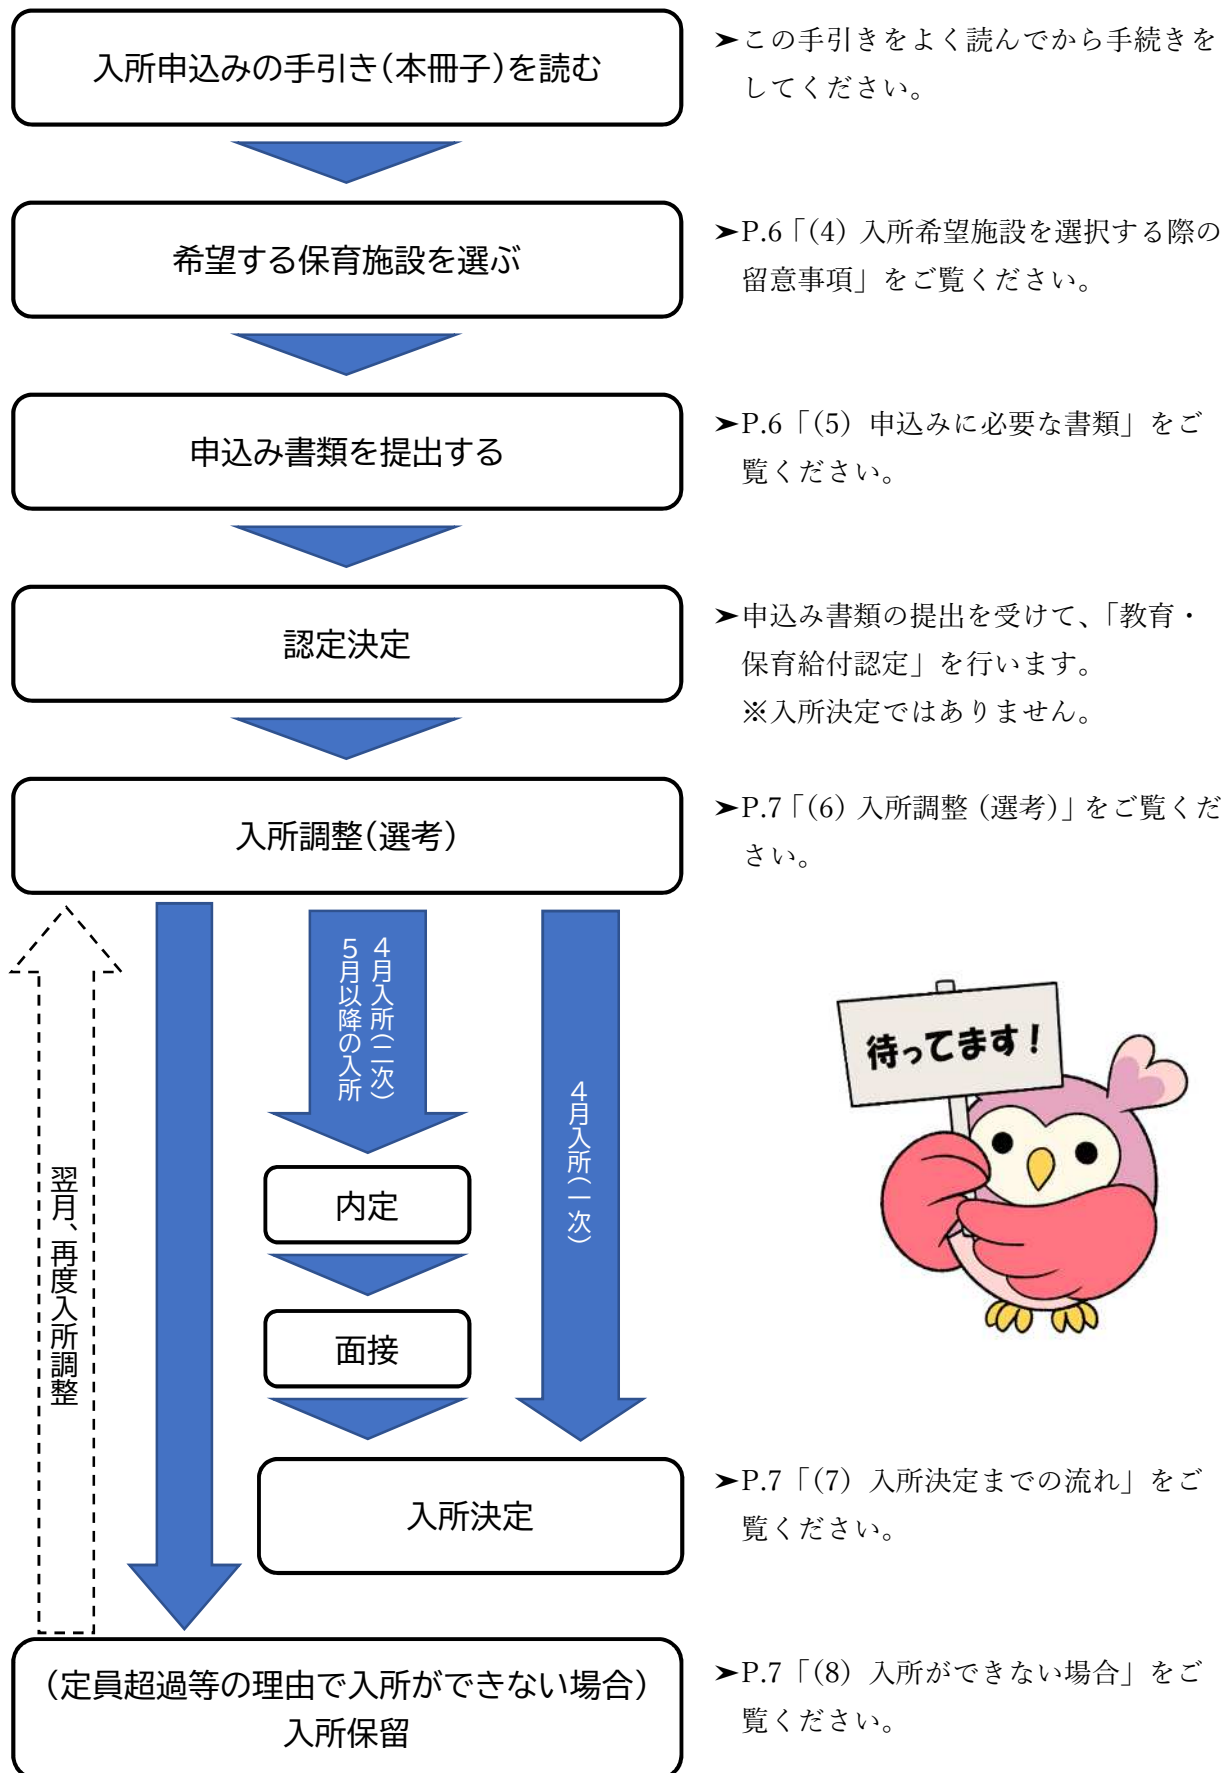 入所申込みの手引き(本冊子)を読む
➤この手引きをよく読んでから手続きを
してください。
希望する保育施設を選ぶ
➤P.6「(4) 入所希望施設を選択する際の
留意事項」をご覧ください。
申込み書類を提出する
➤P.6「(5) 申込みに必要な書類」をご
覧ください。
認定決定
➤申込み書類の提出を受けて、「教育・
保育給付認定」を行います。
※入所決定ではありません。
入所調整(選考)
➤P.7「(6) 入所調整（選考）」をご覧くだ
さい。
翌月、再度入所調整
４月入所(二次)
５月以降の入所
４月入所(一次)
待ってます！
内定
面接
入所決定
➤P.7「(7) 入所決定までの流れ」をご
覧ください。
(定員超過等の理由で入所ができない場合)
入所保留
➤P.7「(8) 入所ができない場合」をご
覧ください。